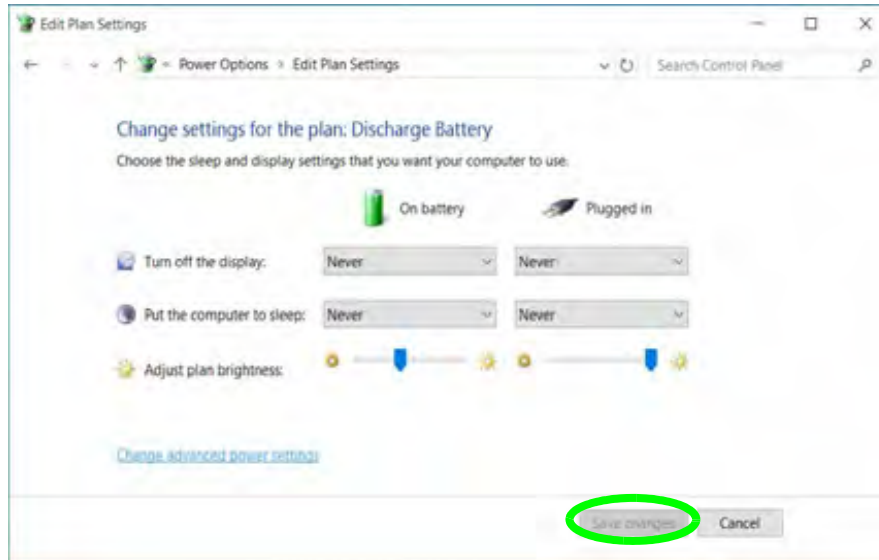 Edit Plan Settings
Power Options > Edit Plan Settings
Search Control Panel
Change settings for the plan: Discharge Battery
Choose the sleep and display settings that you want your computer to use.
On battery
Plugged in
Turn off the display:
Never
Never
Put the computer to sleep:
Never
Never
Adjust plan brightness:
Change advanced power settings
Save changes
Cancel